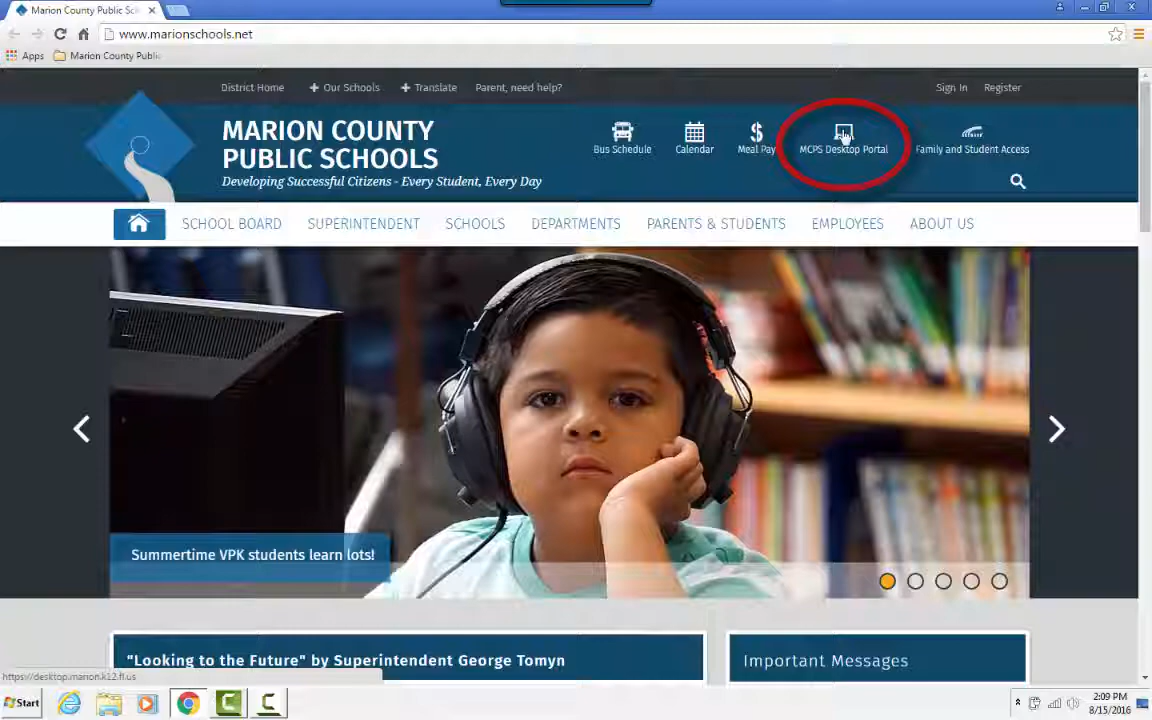 Marion County Public Sc
www.marionschools.net
Apps
Marion County Public
District Home
Our Schools
Translate
Parent, need help?
Sign In
Register
MARION COUNTY
PUBLIC SCHOOLS
Developing Successful Citizens - Every Student, Every Day
Bus Schedule
Calendar
Meal Pay
MCPS Desktop Portal
Family and Student Access
SCHOOL BOARD
SUPERINTENDENT
SCHOOLS
DEPARTMENTS
PARENTS & STUDENTS
EMPLOYEES
ABOUT US
Summertime VPK students learn lots!
"Looking to the Future" by Superintendent George Tomyn
Important Messages
https://desktop.marion.k12.fl.us
Start
2:09 PM
8/15/2016